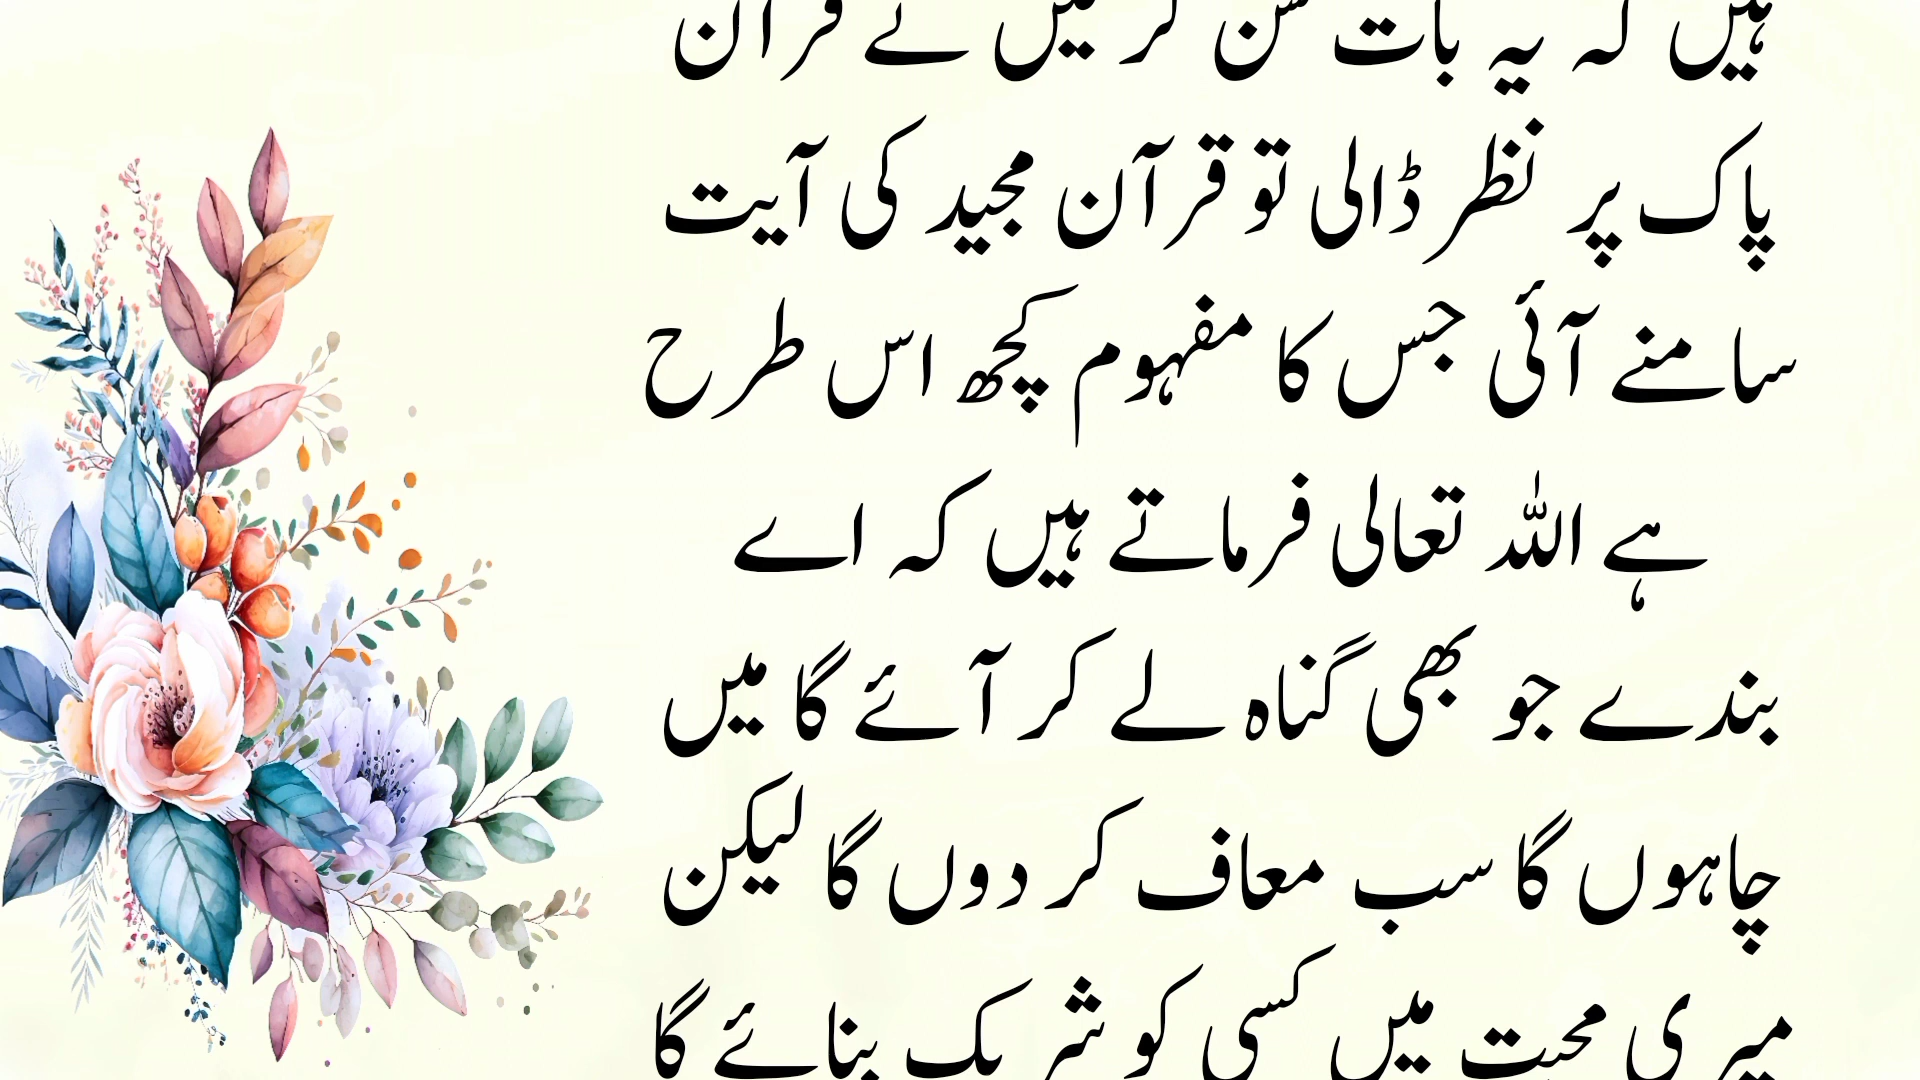 ہیں کہ یہ بات سن کر میں نے قرآن
پاک پر نظر ڈالی تو قرآن مجید کی آیت
سامنے آئی جس کا مفہوم کچھ اس طرح
ہے اللہ تعالی فرماتے ہیں کہ اے
بندے جو بھی گناہ لے کر آئے گا میں
چاہوں گا سب معاف کر دوں گا لیکن
میری محبت میں کسی کو شریک بنائے گا